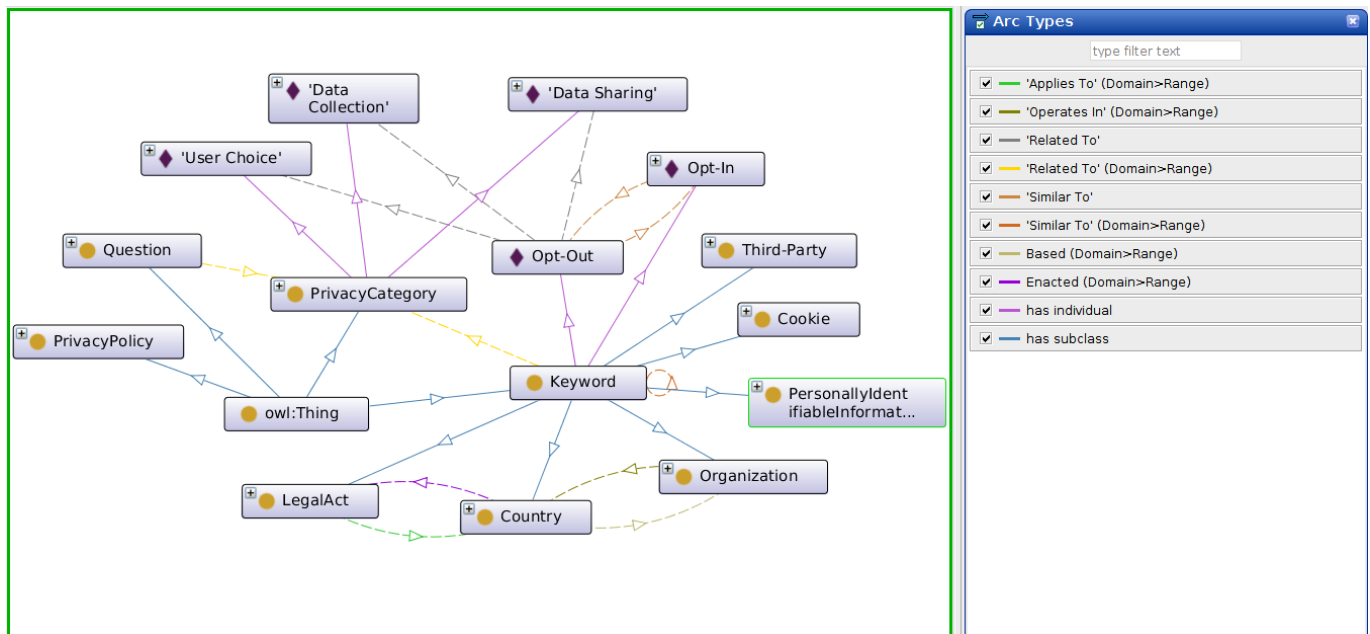 'Data
Collection'
'Data Sharing'
'User Choice'
Opt-In
Question
Opt-Out
Third-Party
PrivacyCategory
PrivacyPolicy
Cookie
Keyword
PersonallyIdent
ifiableInformat...
owl:Thing
Organization
LegalAct
Country
Arc Types
type filter text
'Applies To' (Domain>Range)
'Operates In' (Domain>Range)
'Related To'
'Related To' (Domain>Range)
'Similar To'
'Similar To' (Domain>Range)
Based (Domain>Range)
Enacted (Domain>Range)
has individual
has subclass